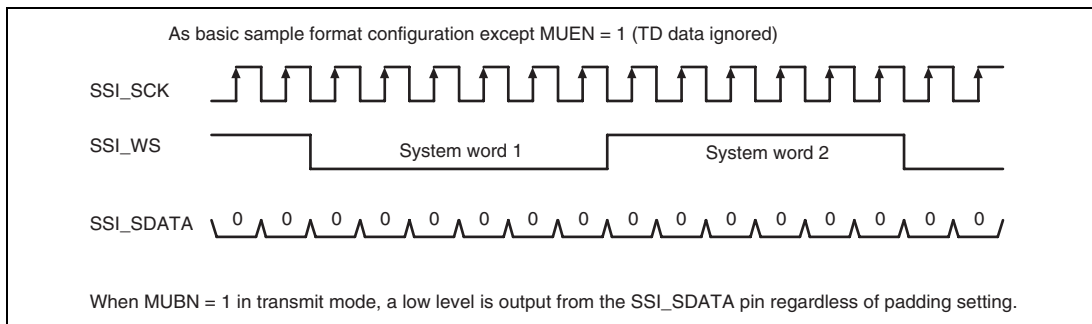 As basic sample format configuration except MUEN = 1 (TD data ignored)
SSI_SCK
SSI_WS
System word 1
System word 2
SSI_SDATA
0 0 0 0 0 0 0 0 0 0 0 0 0 0 0 0
When MUBN = 1 in transmit mode, a low level is output from the SSI_SDATA pin regardless of padding setting.